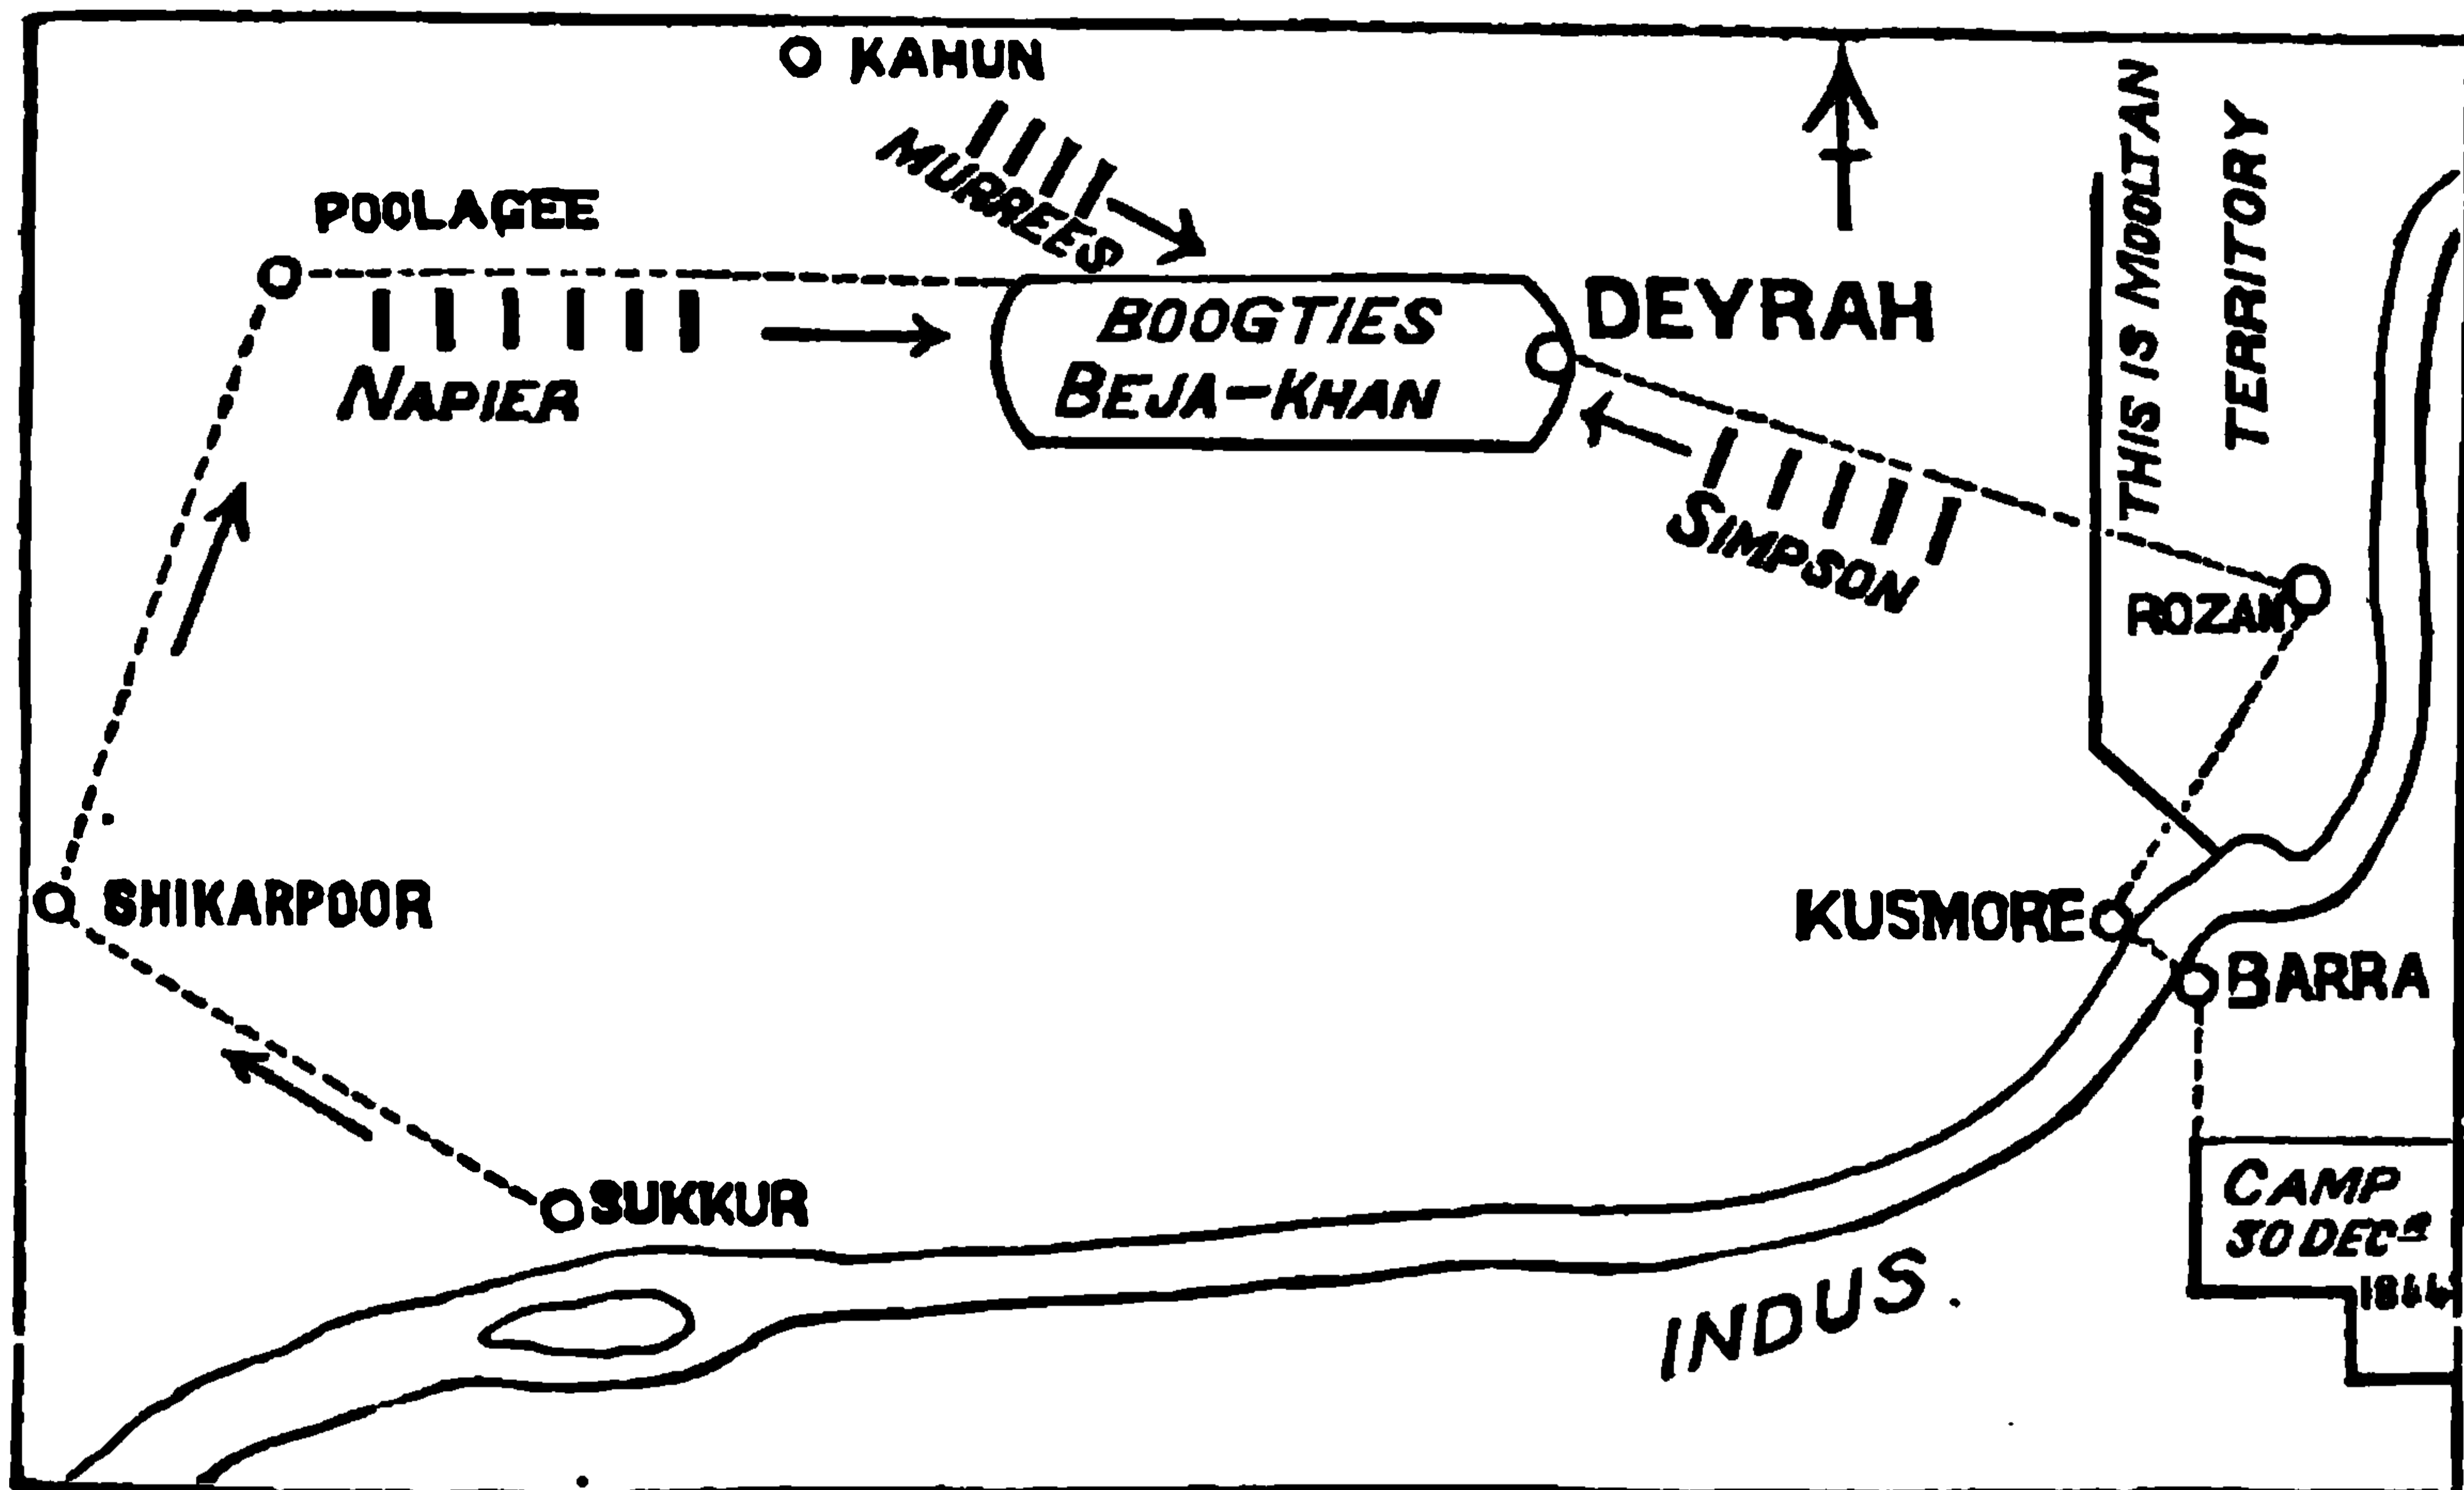 KAHUN
MURREES
THIS IS MOOLTAN
TERRITORY
POOLAGEE
DEYRAH
BOOGTIES
BEJA-KHAN
NAPIER
SIMPSON
ROZAN
SHIKARPOOR
KUSMORE
BARRA
CAMP
30 DECR
1844
SUKKUR
INDUS.